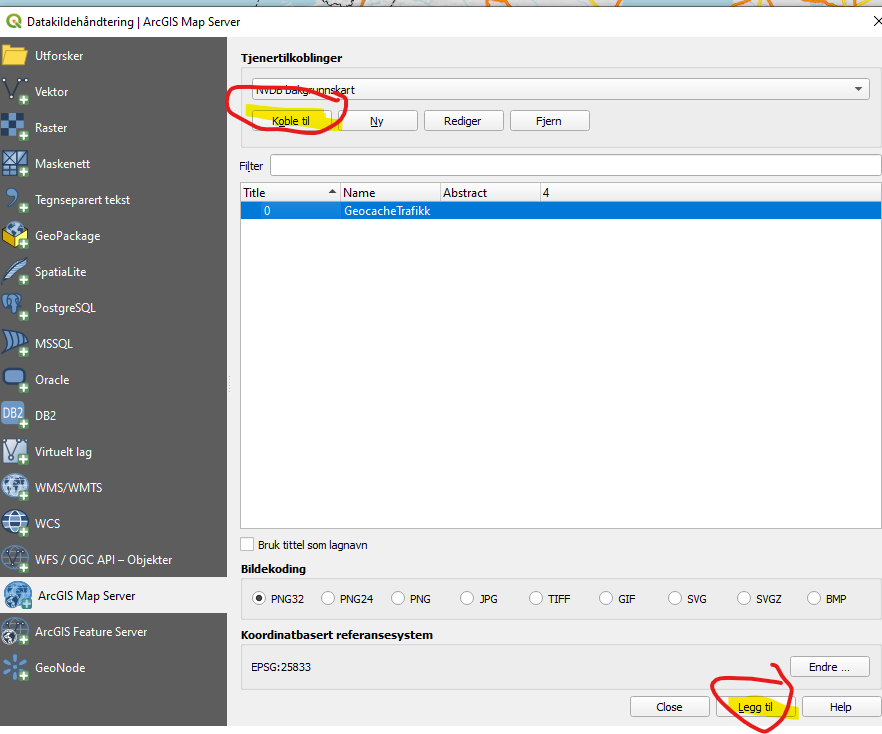 Datakildehåndtering | ArcGIS Map Server
Utforsker
Vektor
Raster
Maskenett
Tegnseparert tekst
GeoPackage
SpatiaLite
PostgreSQL
MSSQL
Oracle
DB2
DB2
Virtuelt lag
WMS/WMTS
WCS
WFS / OGC API – Objekter
ArcGIS Map Server
ArcGIS Feature Server
GeoNode
Tjenertilkoblinger
NVDB bakgrunnskart
Koble til Ny Rediger Fjern
Filter
Title Name Abstract 4
0 GeocacheTrafikk
Bruk tittel som lagnavn
Bildekoding
PNG32 PNG24 PNG JPG TIFF GIF SVG SVGZ BMP
Koordinatbasert referansesystem
EPSG:25833 Endre ...
Close Legg til Help